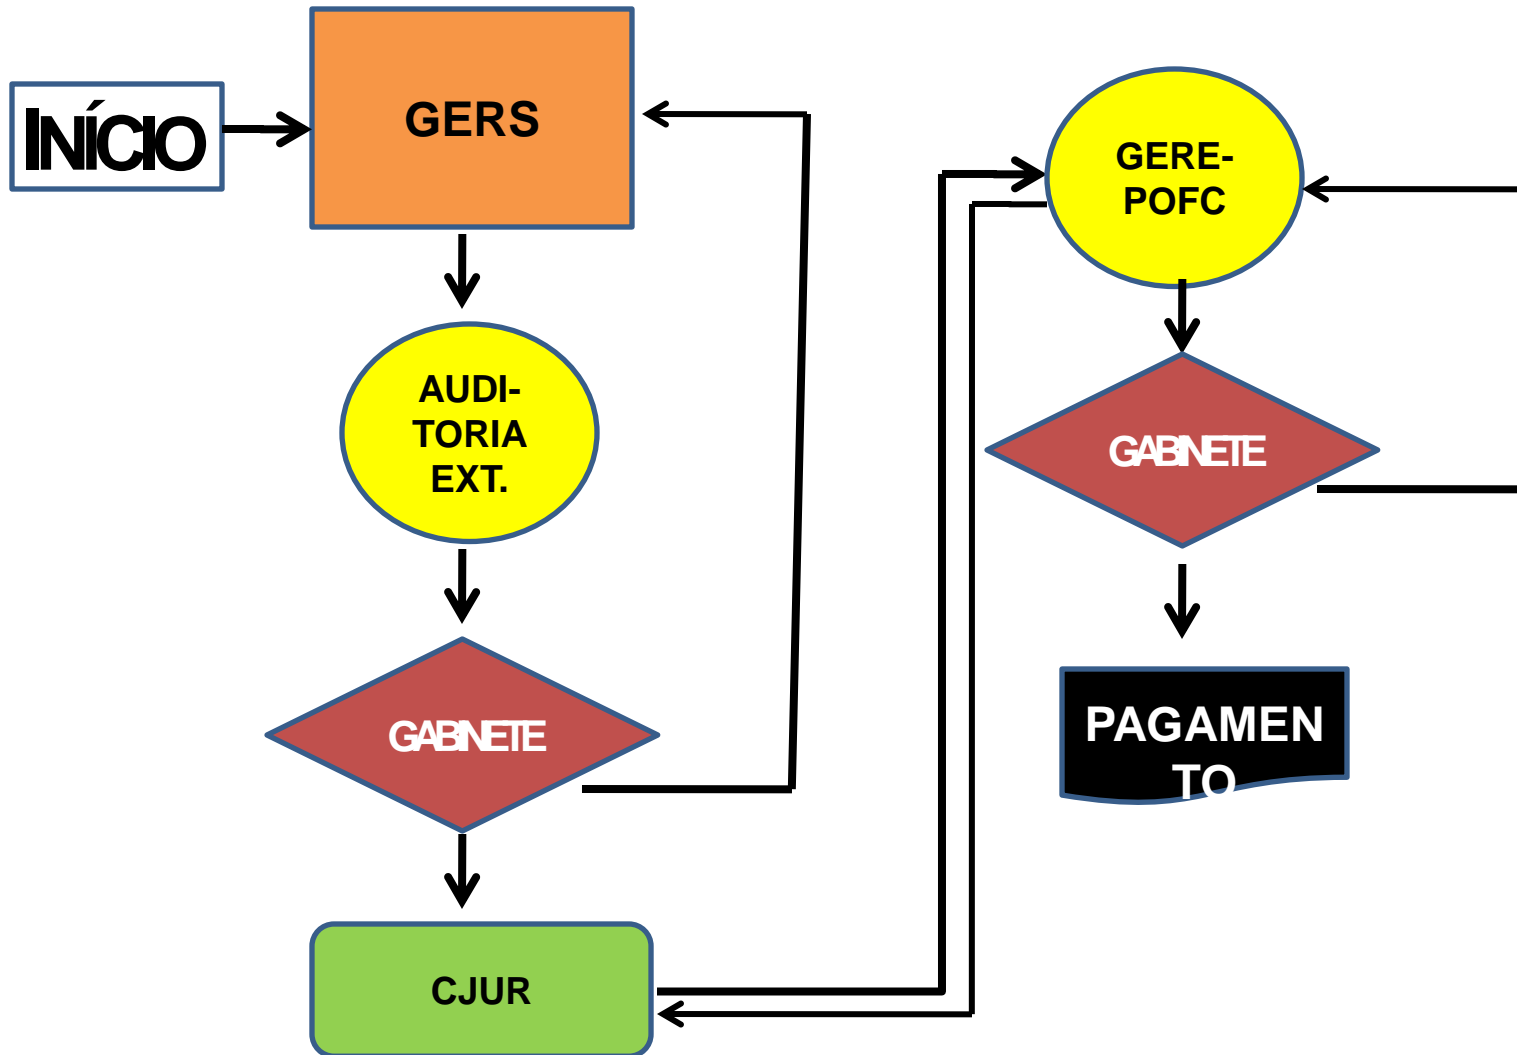 INÍCIO
GERS
AUDI-
TORIA
EXT.
GABINETE
CJUR
GERE-
POFC
GABINETE
PAGAMEN
TO